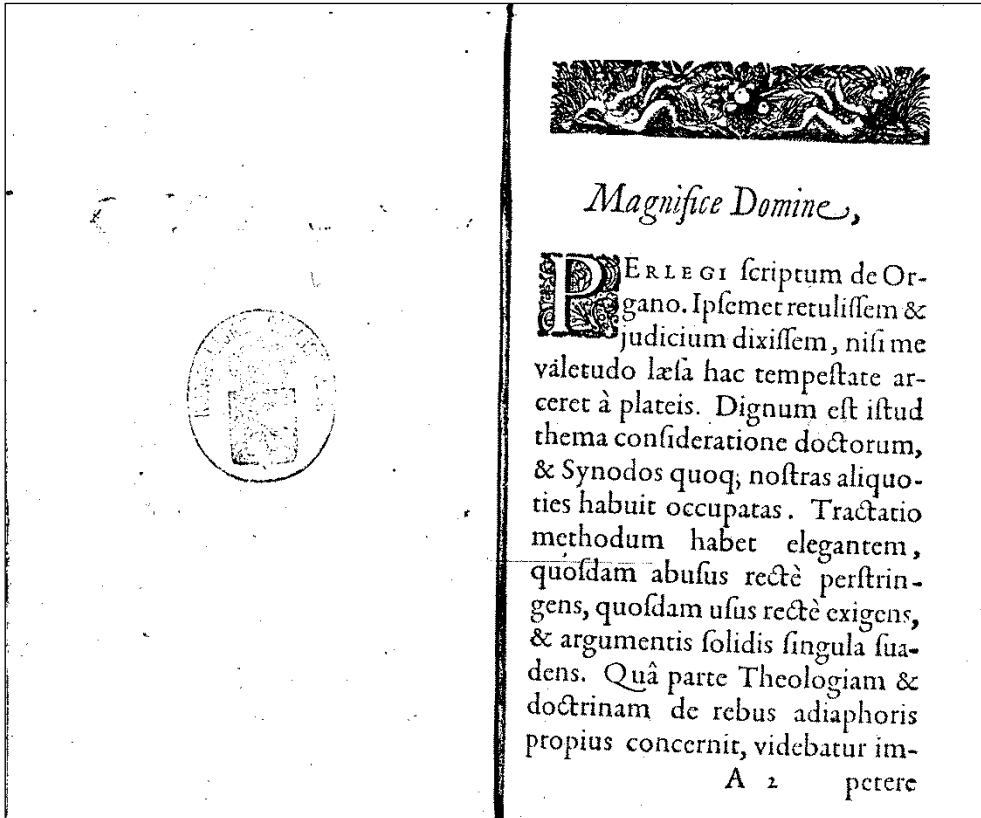 Magnifice Domine,
PERLEGI ſcriptum de Or-
gano. Ipſemet retuliſſem &
judicium dixiſſem, niſi me
valetudo læſa hac tempeſtate ar-
ceret à plateis. Dignum eſt iſtud
thema conſideratione doctorum,
& Synodos quoq; noſtras aliquo-
ties habuit occupatas. Tractatio
methodum habet elegantem,
quoſdam abuſus rectè perſtrin-
gens, quoſdam uſus rectè exigens,
& argumentis ſolidis ſingula ſua-
dens. Quâ parte Theologiam &
doctrinam de rebus adiaphoris
propius concernit, videbatur im-
A 2 petere